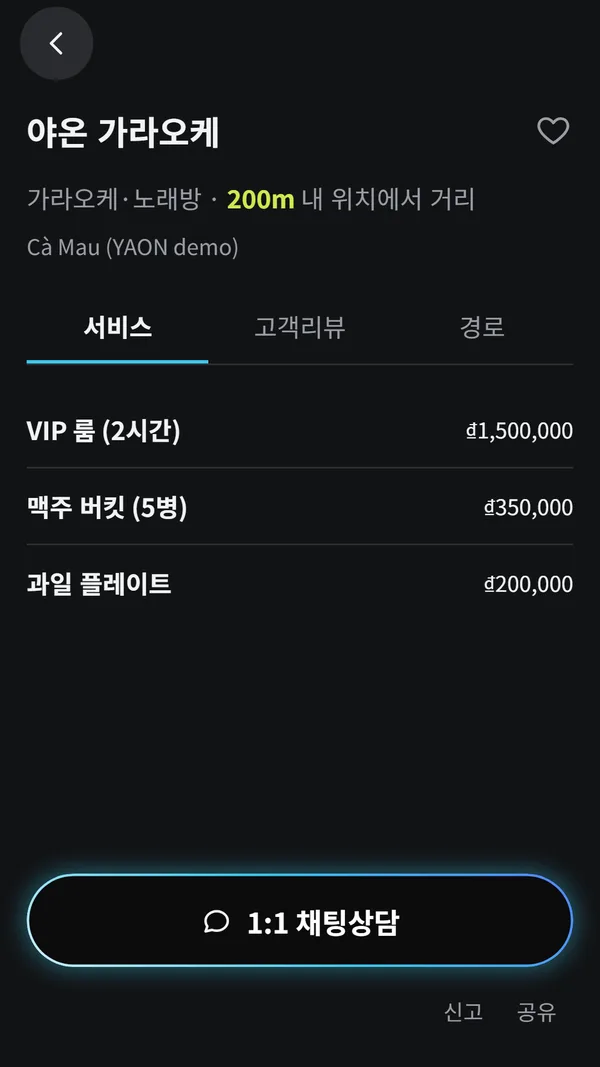 야온 가라오케
가라오케·노래방 · 200m 내 위치에서 거리
Cà Mau (YAON demo)
서비스 고객리뷰 경로
VIP 룸 (2시간) ₫1,500,000
맥주 버킷 (5병) ₫350,000
과일 플레이트 ₫200,000
1:1 채팅상담
신고 공유